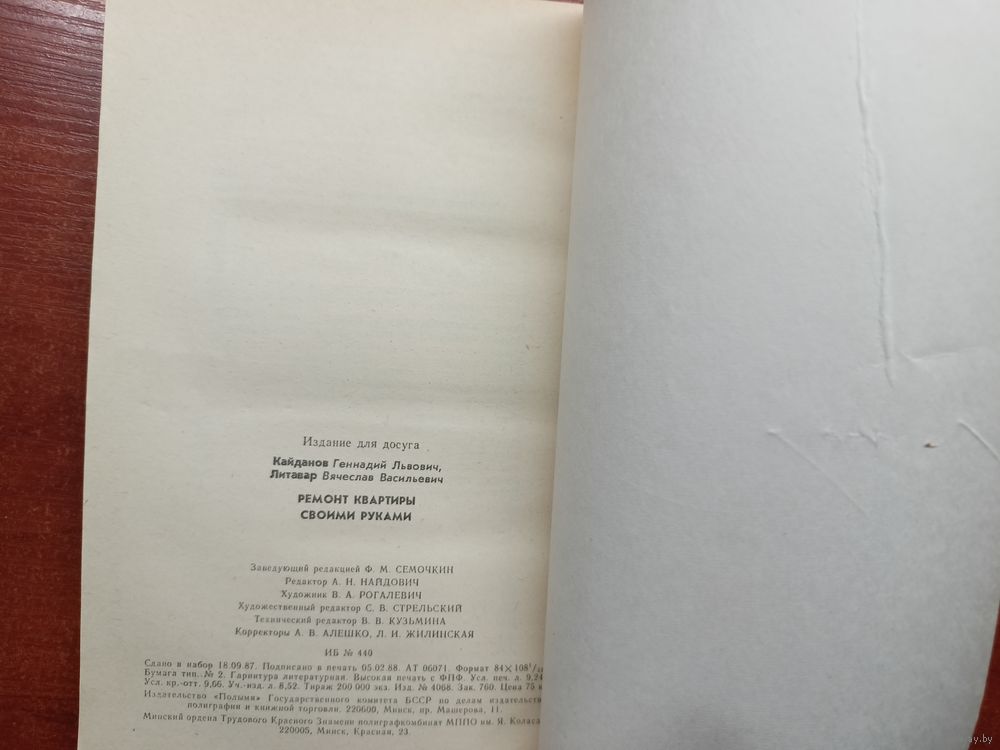 Издание для досуга
Кайданов Геннадий Львович,
Литавар Вячеслав Васильевич
РЕМОНТ КВАРТИРЫ
СВОИМИ РУКАМИ
Заведующий редакцией Ф. М. СЕМОЧКИН
Редактор А. Н. НАЙДОВИЧ
Художник В. А. РОГАЛЕВИЧ
Художественный редактор С. В. СТРЕЛЬСКИЙ
Технический редактор В. В. КУЗЬМИНА
Корректоры А. В. АЛЕШКО, Л. И. ЖИЛИНСКАЯ
ИБ № 440
Сдано в набор 18.09.87. Подписано в печать 05.02.88. АТ 06071. Формат 84×108¹/
Бумага тип. № 2. Гарнитура литературная. Высокая печать с ФПФ. Усл. печ. л. 9,24
Усл. кр.-отт. 9,66. Уч.-изд. л. 8,52. Тираж 200 000 экз. Изд. № 4068. Зак. 760. Цена 75 к
Издательство «Полымя» Государственного комитета БССР по делам издательств
полиграфии и книжной торговли. 220600, Минск, пр. Машерова, 11.
Минский ордена Трудового Красного Знамени полиграфкомбинат МППО им. Я. Коласа
220005, Минск, Красная, 23.
ay.by